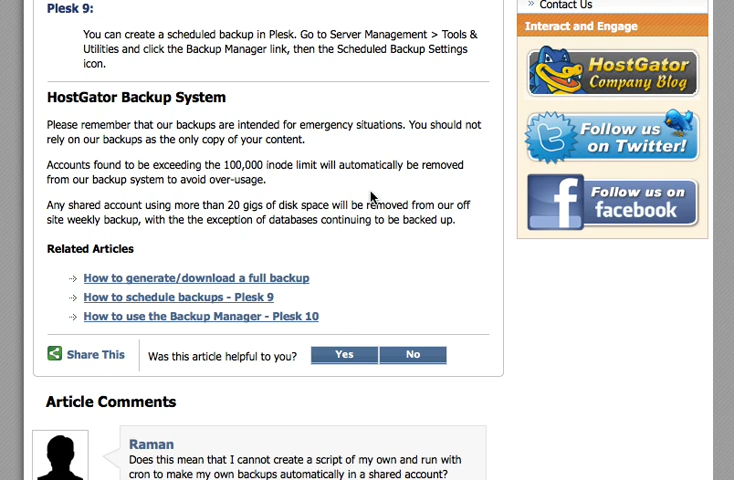 Plesk 9:
You can create a scheduled backup in Plesk. Go to Server Management > Tools &
Utilities and click the Backup Manager link, then the Scheduled Backup Settings
icon.
HostGator Backup System
Please remember that our backups are intended for emergency situations. You should not
rely on our backups as the only copy of your content.
Accounts found to be exceeding the 100,000 inode limit will automatically be removed
from our backup system to avoid over-usage.
Any shared account using more than 20 gigs of disk space will be removed from our off
site weekly backup, with the the exception of databases continuing to be backed up.
Related Articles
How to generate/download a full backup
How to schedule backups - Plesk 9
How to use the Backup Manager - Plesk 10
Share This
Was this article helpful to you?
Yes
No
Article Comments
Raman
Does this mean that I cannot create a script of my own and run with
cron to make my own backups automatically in a shared account?
» Contact Us
Interact and Engage
HostGator
Company Blog
Follow us
on Twitter!
Follow us on
facebook